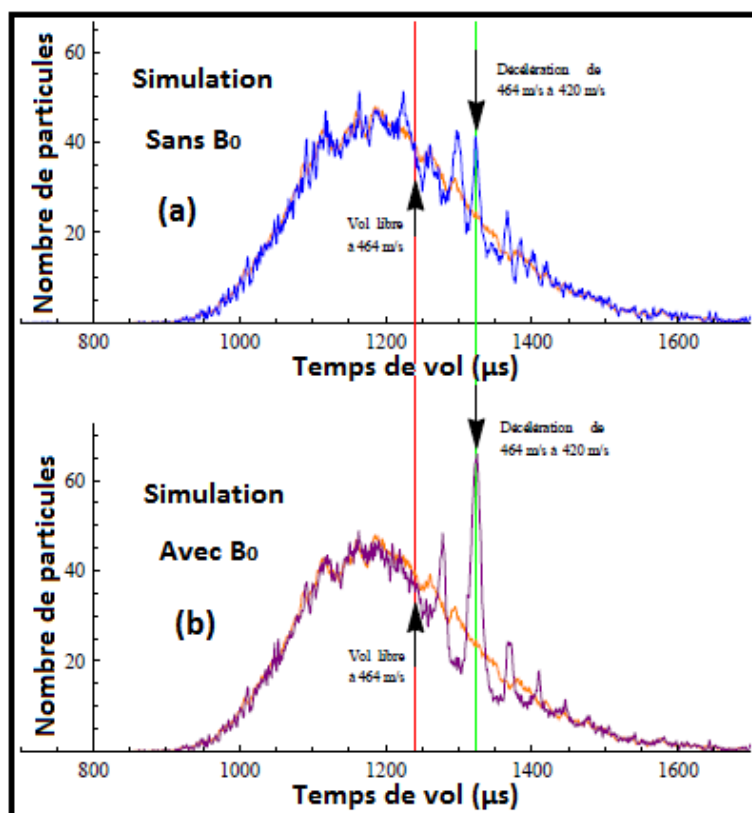 60
Simulation
Décélération de
464 m/s à 420 m/s
Sans B0
40
(a)
Vol libre
à 464 m/s
20
Nombre de particules
800
1000
1200
1400
1600
Temps de vol (µs)
Décélération de
464 m/s à 420 m/s
60
Simulation
Avec B0
40
(b)
Vol libre
à 464 m/s
20
Nombre de particules
800
1000
1200
1400
1600
Temps de vol (µs)